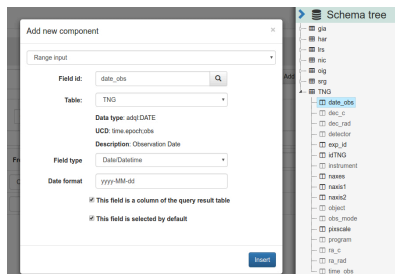 Add new component
×
Range input
Field id:
date_obs
Table:
TNG
Data type: adql:DATE
UCD: time.epoch;obs
Description: Observation Date
Field type
Date/Datetime
Date format
yyyy-MM-dd
This field is a column of the query result table
This field is selected by default
Insert
Add
Schema tree
gia
har
irs
nic
oig
srg
TNG
date_obs
dec_c
dec_rad
detector
exp_id
idTNG
instrument
naxes
naxis1
naxis2
object
obs_mode
pixscale
program
ra_c
ra_rad
time_obs